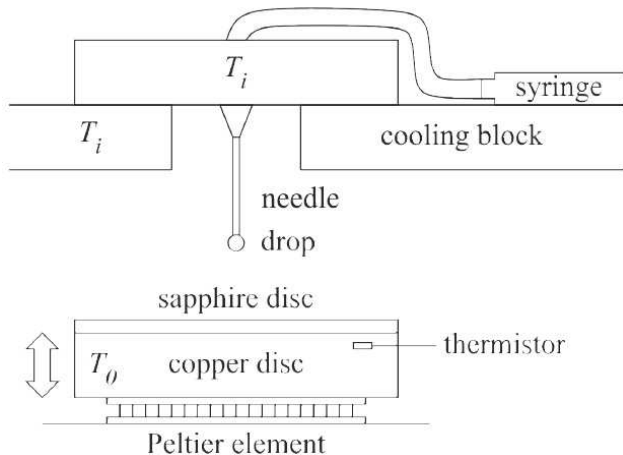 T_i
syringe
T_i
cooling block
needle
drop
sapphire disc
thermistor
T_0
copper disc
Peltier element